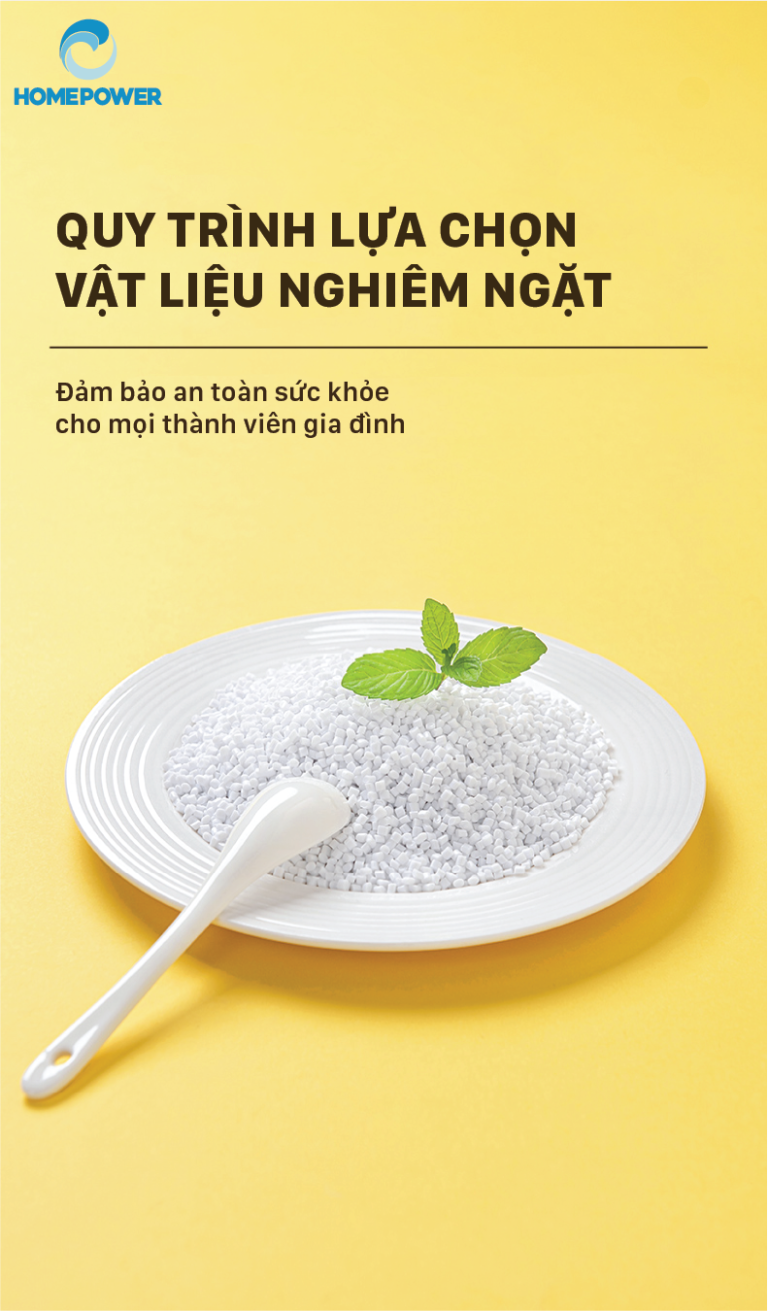 HOMEPOWER
QUY TRÌNH LỰA CHỌN
VẬT LIỆU NGHIÊM NGẶT
Đảm bảo an toàn sức khỏe
cho mọi thành viên gia đình